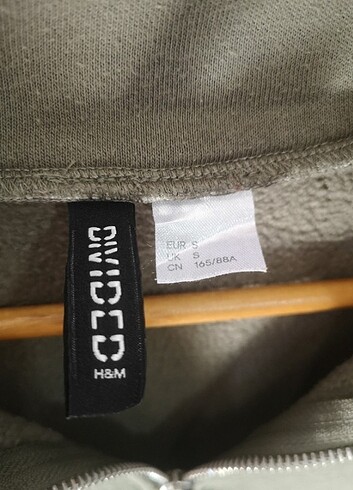 DIVIDED
H&M
EUR S
UK S
CN 165/88A